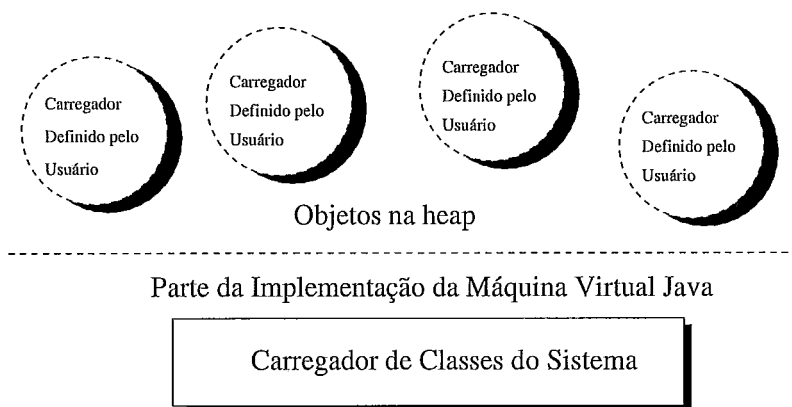 Carregador
Definido pelo
Usuário
Carregador
Definido pelo
Usuário
Carregador
Definido pelo
Usuário
Carregador
Definido pelo
Usuário
Objetos na heap
Parte da Implementação da Máquina Virtual Java
Carregador de Classes do Sistema